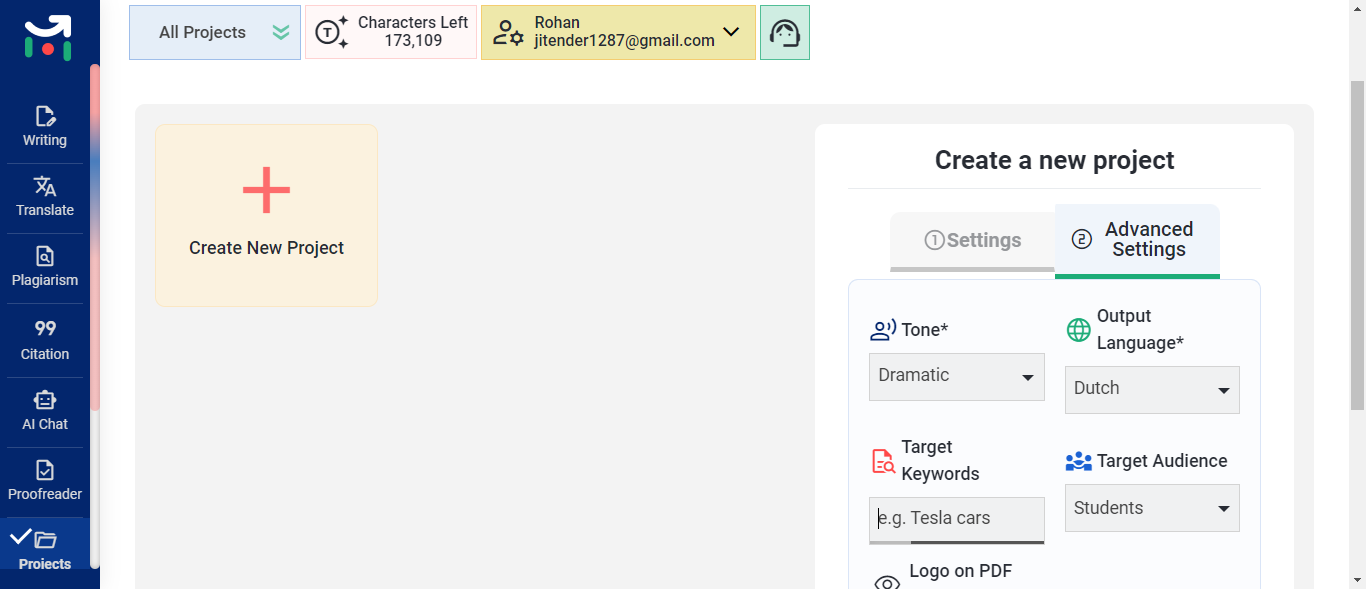 All Projects
Characters Left
173,109
Rohan
jitender1287@gmail.com
Writing
Translate
Plagiarism
Citation
AI Chat
Proofreader
Projects
Create New Project
Create a new project
1 Settings
2 Advanced
Settings
Tone*
Dramatic
Output
Language*
Dutch
Target
Keywords
e.g. Tesla cars
Target Audience
Students
Logo on PDF